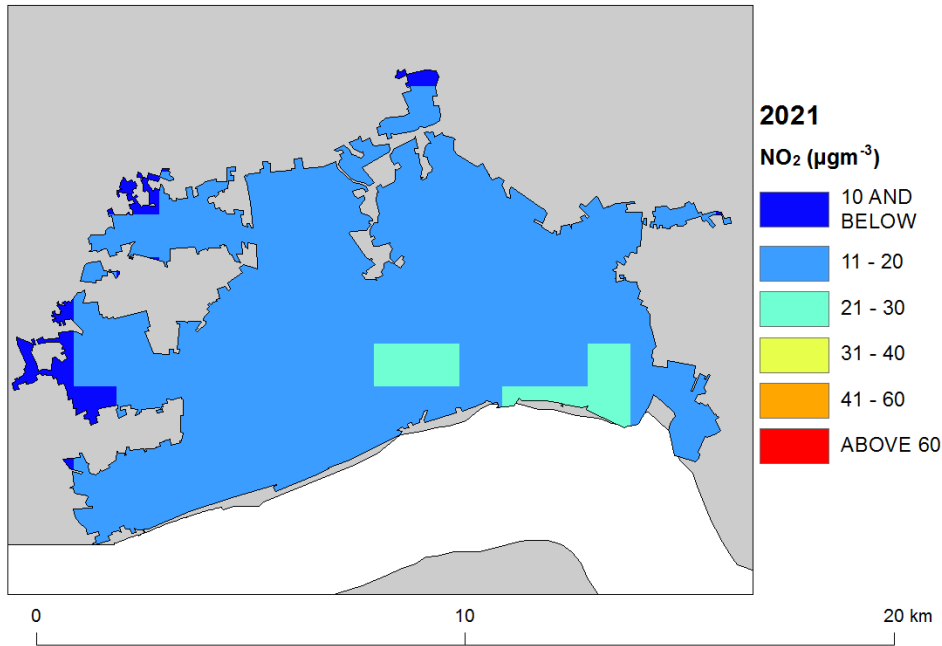 2021
NO₂ (µgm⁻³)
10 AND
BELOW
11 - 20
21 - 30
31 - 40
41 - 60
ABOVE 60
0 10 20 km